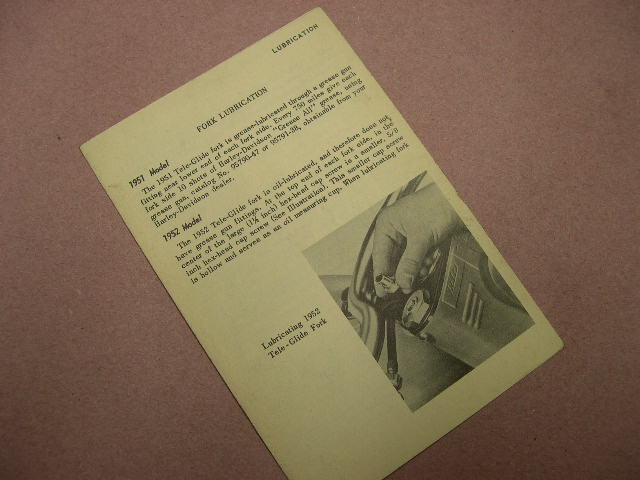 LUBRICATION
FORK LUBRICATION
1951 Model
The 1951 Tele-Glide fork is grease-lubricated through a grease gun
fitting near lower end of each fork side. Every 750 miles give each
fork side 10 shots of Harley-Davidson "Grease All" grease, using
grease gun, catalog No. 95790-47 or 95791-38, obtainable from your
Harley-Davidson dealer.
1952 Model
The 1952 Tele-Glide fork is oil-lubricated, and therefore does not
have grease gun fittings. At the top end of each fork side, in the
center of the large (1⅜ inch) hex-head cap screw is a smaller, 5/8
inch hex-head cap screw (See illustration). This smaller cap screw
is hollow and serves as an oil measuring cup. When lubricating fork
Lubricating 1952
Tele-Glide Fork